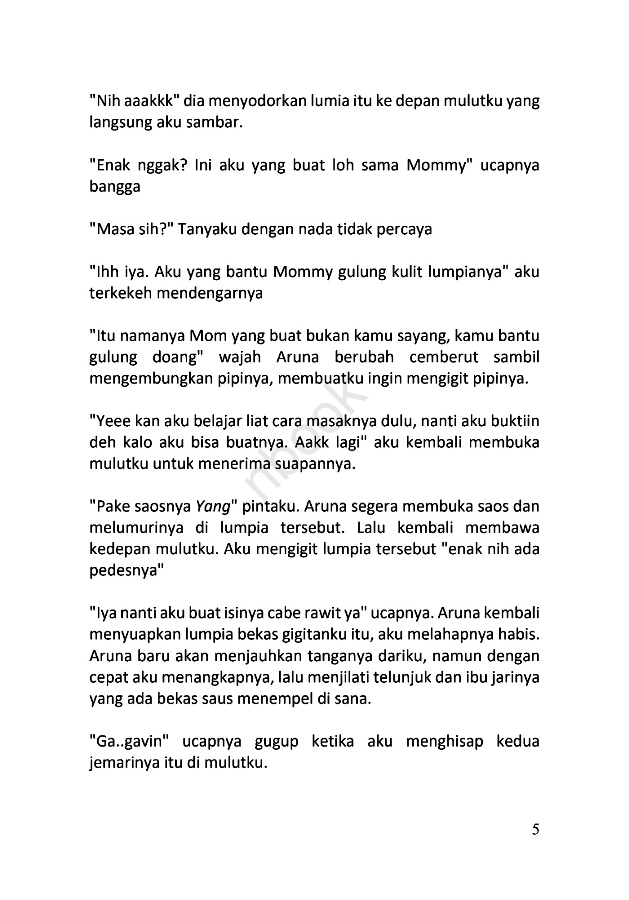 "Nih aaakkk" dia menyodorkan lumia itu ke depan mulutku yang
langsung aku sambar.
"Enak nggak? Ini aku yang buat loh sama Mommy" ucapnya
bangga
"Masa sih?" Tanyaku dengan nada tidak percaya
"Ihh iya. Aku yang bantu Mommy gulung kulit lumpianya" aku
terkekeh mendengarnya
"Itu namanya Mom yang buat bukan kamu sayang, kamu bantu
gulung doang" wajah Aruna berubah cemberut sambil
mengembungkan pipinya, membuatku ingin mengigit pipinya.
"Yeee kan aku belajar liat cara masaknya dulu, nanti aku buktiin
deh kalo aku bisa buatnya. Aakk lagi" aku kembali membuka
mulutku untuk menerima suapannya.
"Pake saosnya Yang" pintaku. Aruna segera membuka saos dan
melumurinya di lumpia tersebut. Lalu kembali membawa
kedepan mulutku. Aku mengigit lumpia tersebut "enak nih ada
pedesnya"
"Iya nanti aku buat isinya cabe rawit ya" ucapnya. Aruna kembali
menyuapkan lumpia bekas gigitanku itu, aku melahapnya habis.
Aruna baru akan menjauhkan tanganya dariku, namun dengan
cepat aku menangkapnya, lalu menjilati telunjuk dan ibu jarinya
yang ada bekas saus menempel di sana.
"Ga..gavin" ucapnya gugup ketika aku menghisap kedua
jemarinya itu di mulutku.
nbook
5